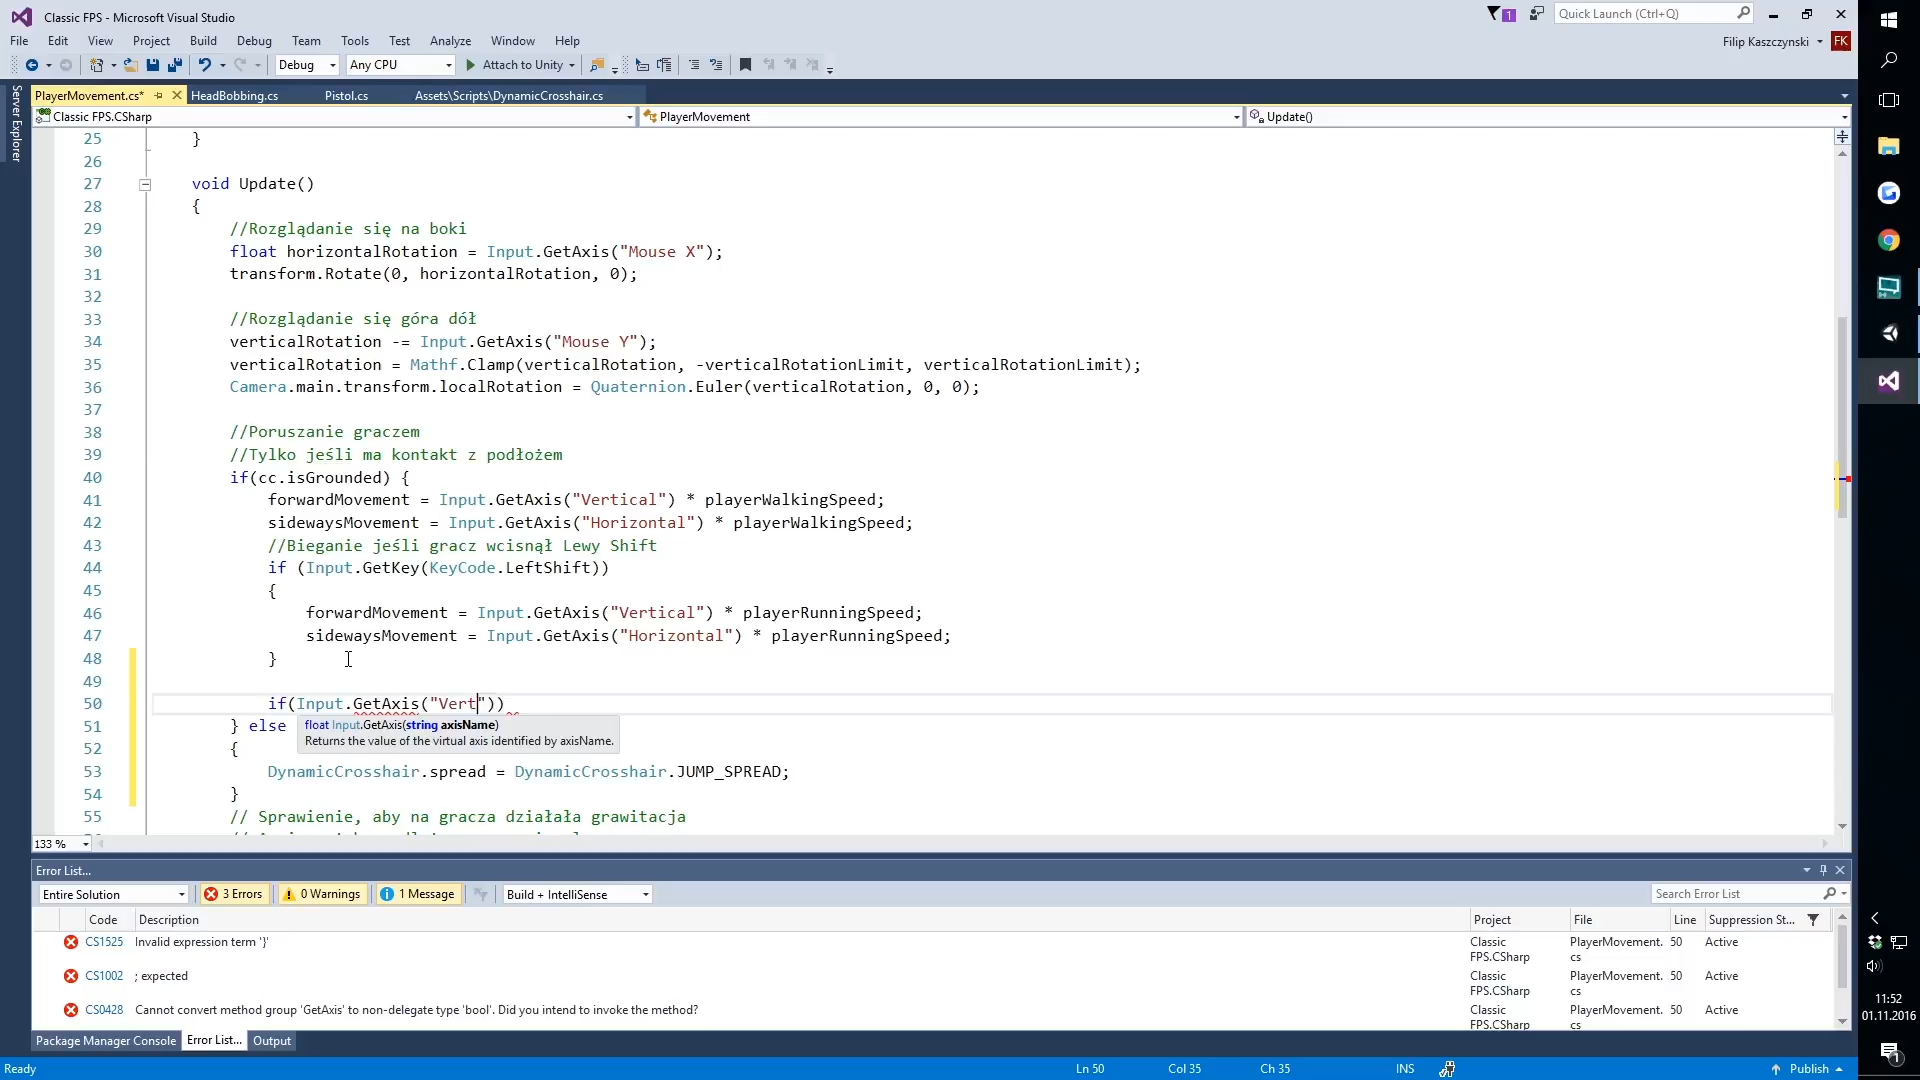 Classic FPS - Microsoft Visual Studio
1
Quick Launch (Ctrl+Q)
File Edit View Project Build Debug Team Tools Test Analyze Window Help
Filip Kaszczynski FK
Debug Any CPU Attach to Unity
Server Explorer
PlayerMovement.cs* HeadBobbing.cs Pistol.cs Assets\Scripts\DynamicCrosshair.cs
Classic FPS.CSharp PlayerMovement Update()
25 }
26
27 void Update()
28 {
29 //Rozglądanie się na boki
30 float horizontalRotation = Input.GetAxis("Mouse X");
31 transform.Rotate(0, horizontalRotation, 0);
32
33 //Rozglądanie się góra dół
34 verticalRotation -= Input.GetAxis("Mouse Y");
35 verticalRotation = Mathf.Clamp(verticalRotation, -verticalRotationLimit, verticalRotationLimit);
36 Camera.main.transform.localRotation = Quaternion.Euler(verticalRotation, 0, 0);
37
38 //Poruszanie graczem
39 //Tylko jeśli ma kontakt z podłożem
40 if(cc.isGrounded) {
41 forwardMovement = Input.GetAxis("Vertical") * playerWalkingSpeed;
42 sidewaysMovement = Input.GetAxis("Horizontal") * playerWalkingSpeed;
43 //Bieganie jeśli gracz wcisnął Lewy Shift
44 if (Input.GetKey(KeyCode.LeftShift))
45 {
46 forwardMovement = Input.GetAxis("Vertical") * playerRunningSpeed;
47 sidewaysMovement = Input.GetAxis("Horizontal") * playerRunningSpeed;
48 }
49
50 if(Input.GetAxis("Vert"))
51 } else
float Input.GetAxis(string axisName)
Returns the value of the virtual axis identified by axisName.
52 {
53 DynamicCrosshair.spread = DynamicCrosshair.JUMP_SPREAD;
54 }
55 // Sprawienie, aby na gracza działała grawitacja
133 %
Error List...
Entire Solution 3 Errors 0 Warnings 1 Message Build + IntelliSense Search Error List
Code Description Project File Line Suppression St...
CS1525 Invalid expression term '}' Classic FPS.CSharp PlayerMovement.cs 50 Active
CS1002 ; expected Classic FPS.CSharp PlayerMovement.cs 50 Active
CS0428 Cannot convert method group 'GetAxis' to non-delegate type 'bool'. Did you intend to invoke the method? Classic FPS.CSharp PlayerMovement.cs 50 Active
Package Manager Console Error List... Output
Ready Ln 50 Col 35 Ch 35 INS Publish
11:52
01.11.2016
1